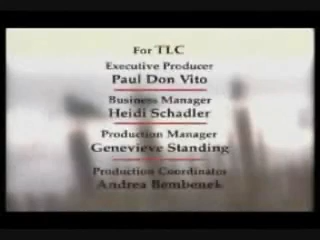 For TLC
Executive Producer
Paul Don Vito
Business Manager
Heidi Schadler
Production Manager
Genevieve Standing
Production Coordinator
Andrea Bembenek